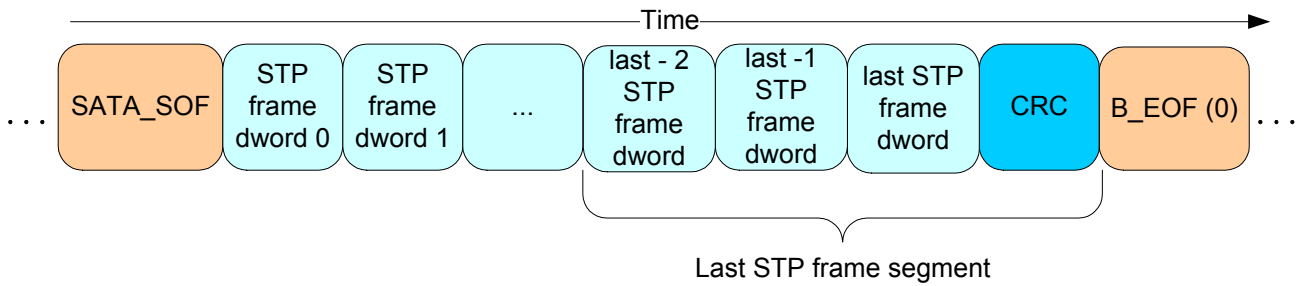 Time
. . .
SATA_SOF
STP
frame
dword 0
STP
frame
dword 1
...
last - 2
STP
frame
dword
last -1
STP
frame
dword
last STP
frame
dword
CRC
B_EOF (0)
. . .
Last STP frame segment